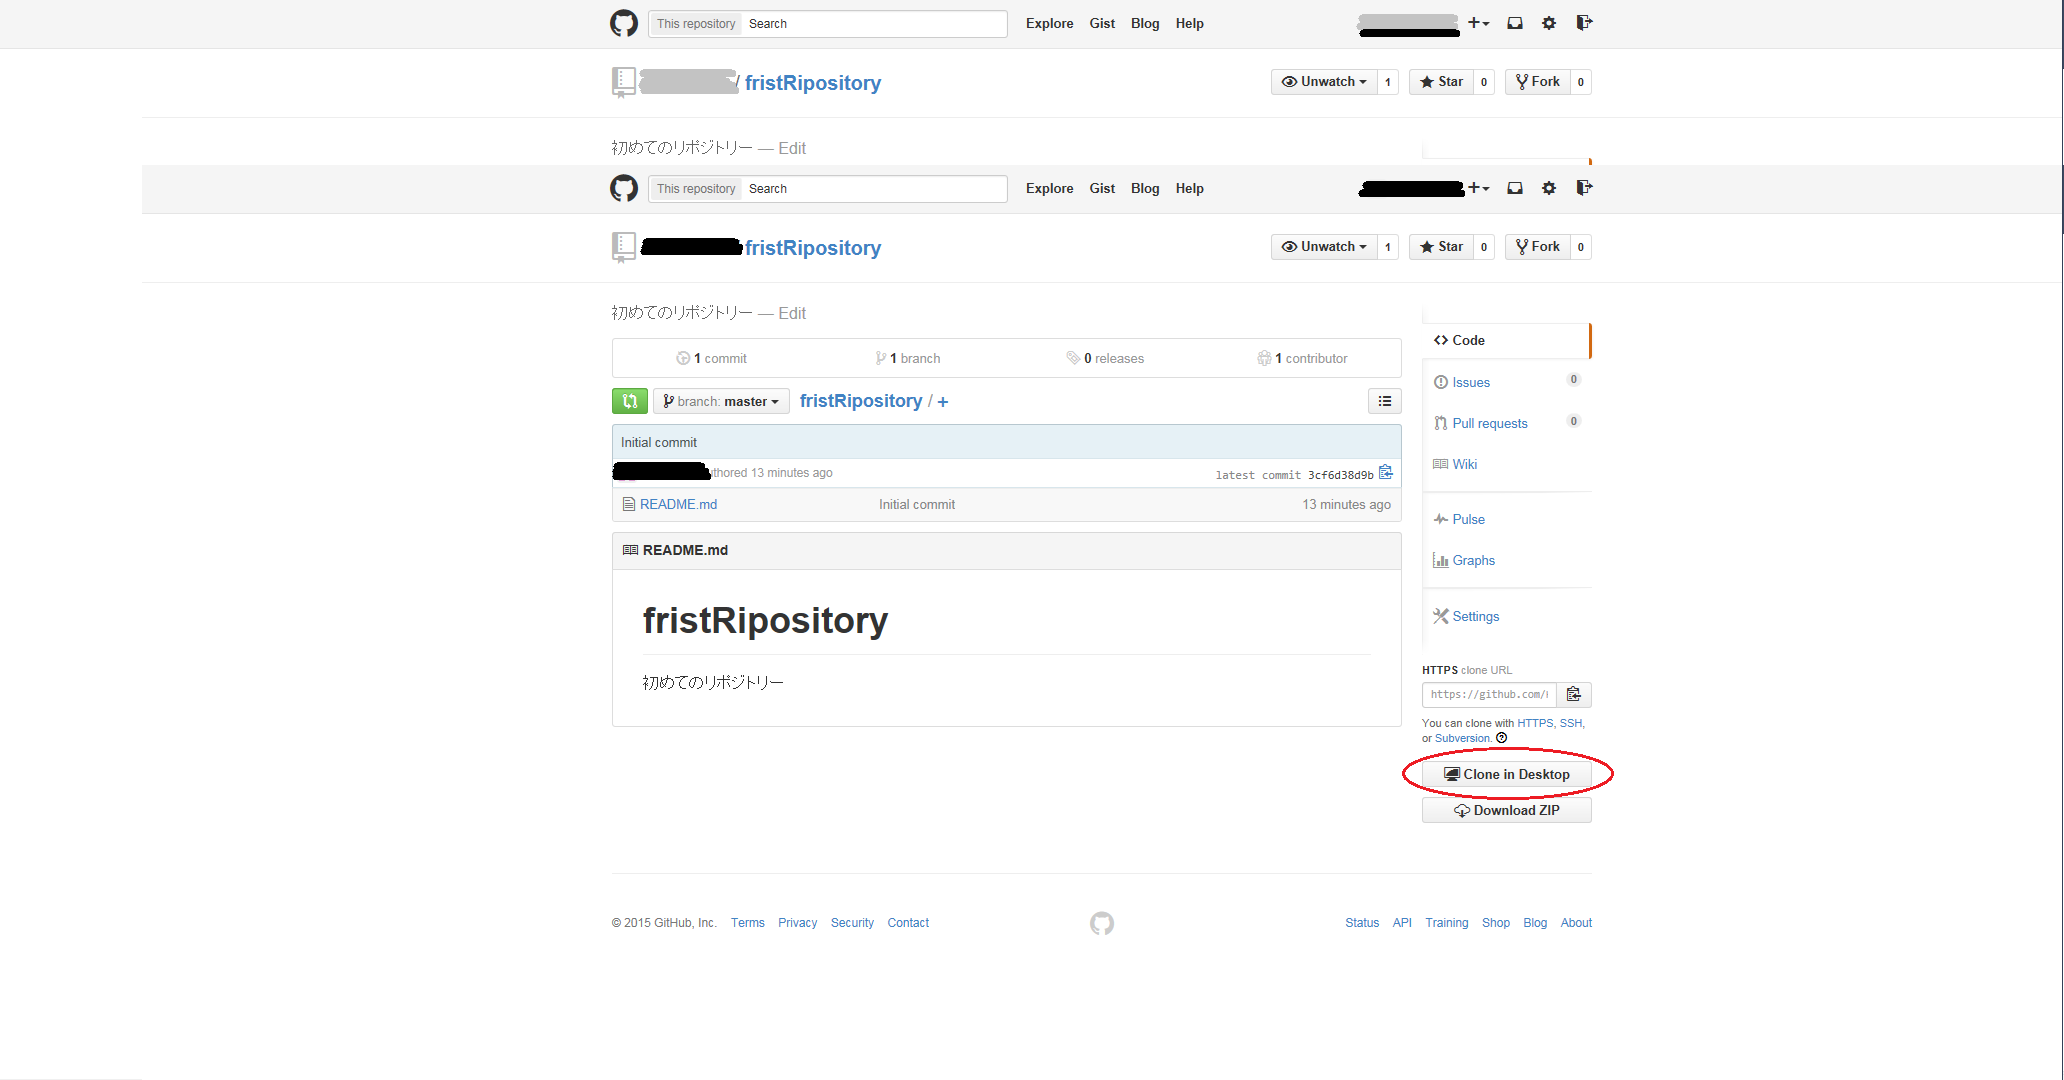 This repository Search Explore Gist Blog Help
/ fristRipository Unwatch 1 Star 0 Fork 0
初めてのリポジトリー — Edit
This repository Search Explore Gist Blog Help
fristRipository Unwatch 1 Star 0 Fork 0
初めてのリポジトリー — Edit
1 commit 1 branch 0 releases 1 contributor
branch: master fristRipository / +
Initial commit
thored 13 minutes ago latest commit 3cf6d38d9b
README.md Initial commit 13 minutes ago
README.md
fristRipository
初めてのリポジトリー
Code
Issues 0
Pull requests 0
Wiki
Pulse
Graphs
Settings
HTTPS clone URL
https://github.com/
You can clone with HTTPS, SSH,
or Subversion.
Clone in Desktop
Download ZIP
© 2015 GitHub, Inc. Terms Privacy Security Contact Status API Training Shop Blog About